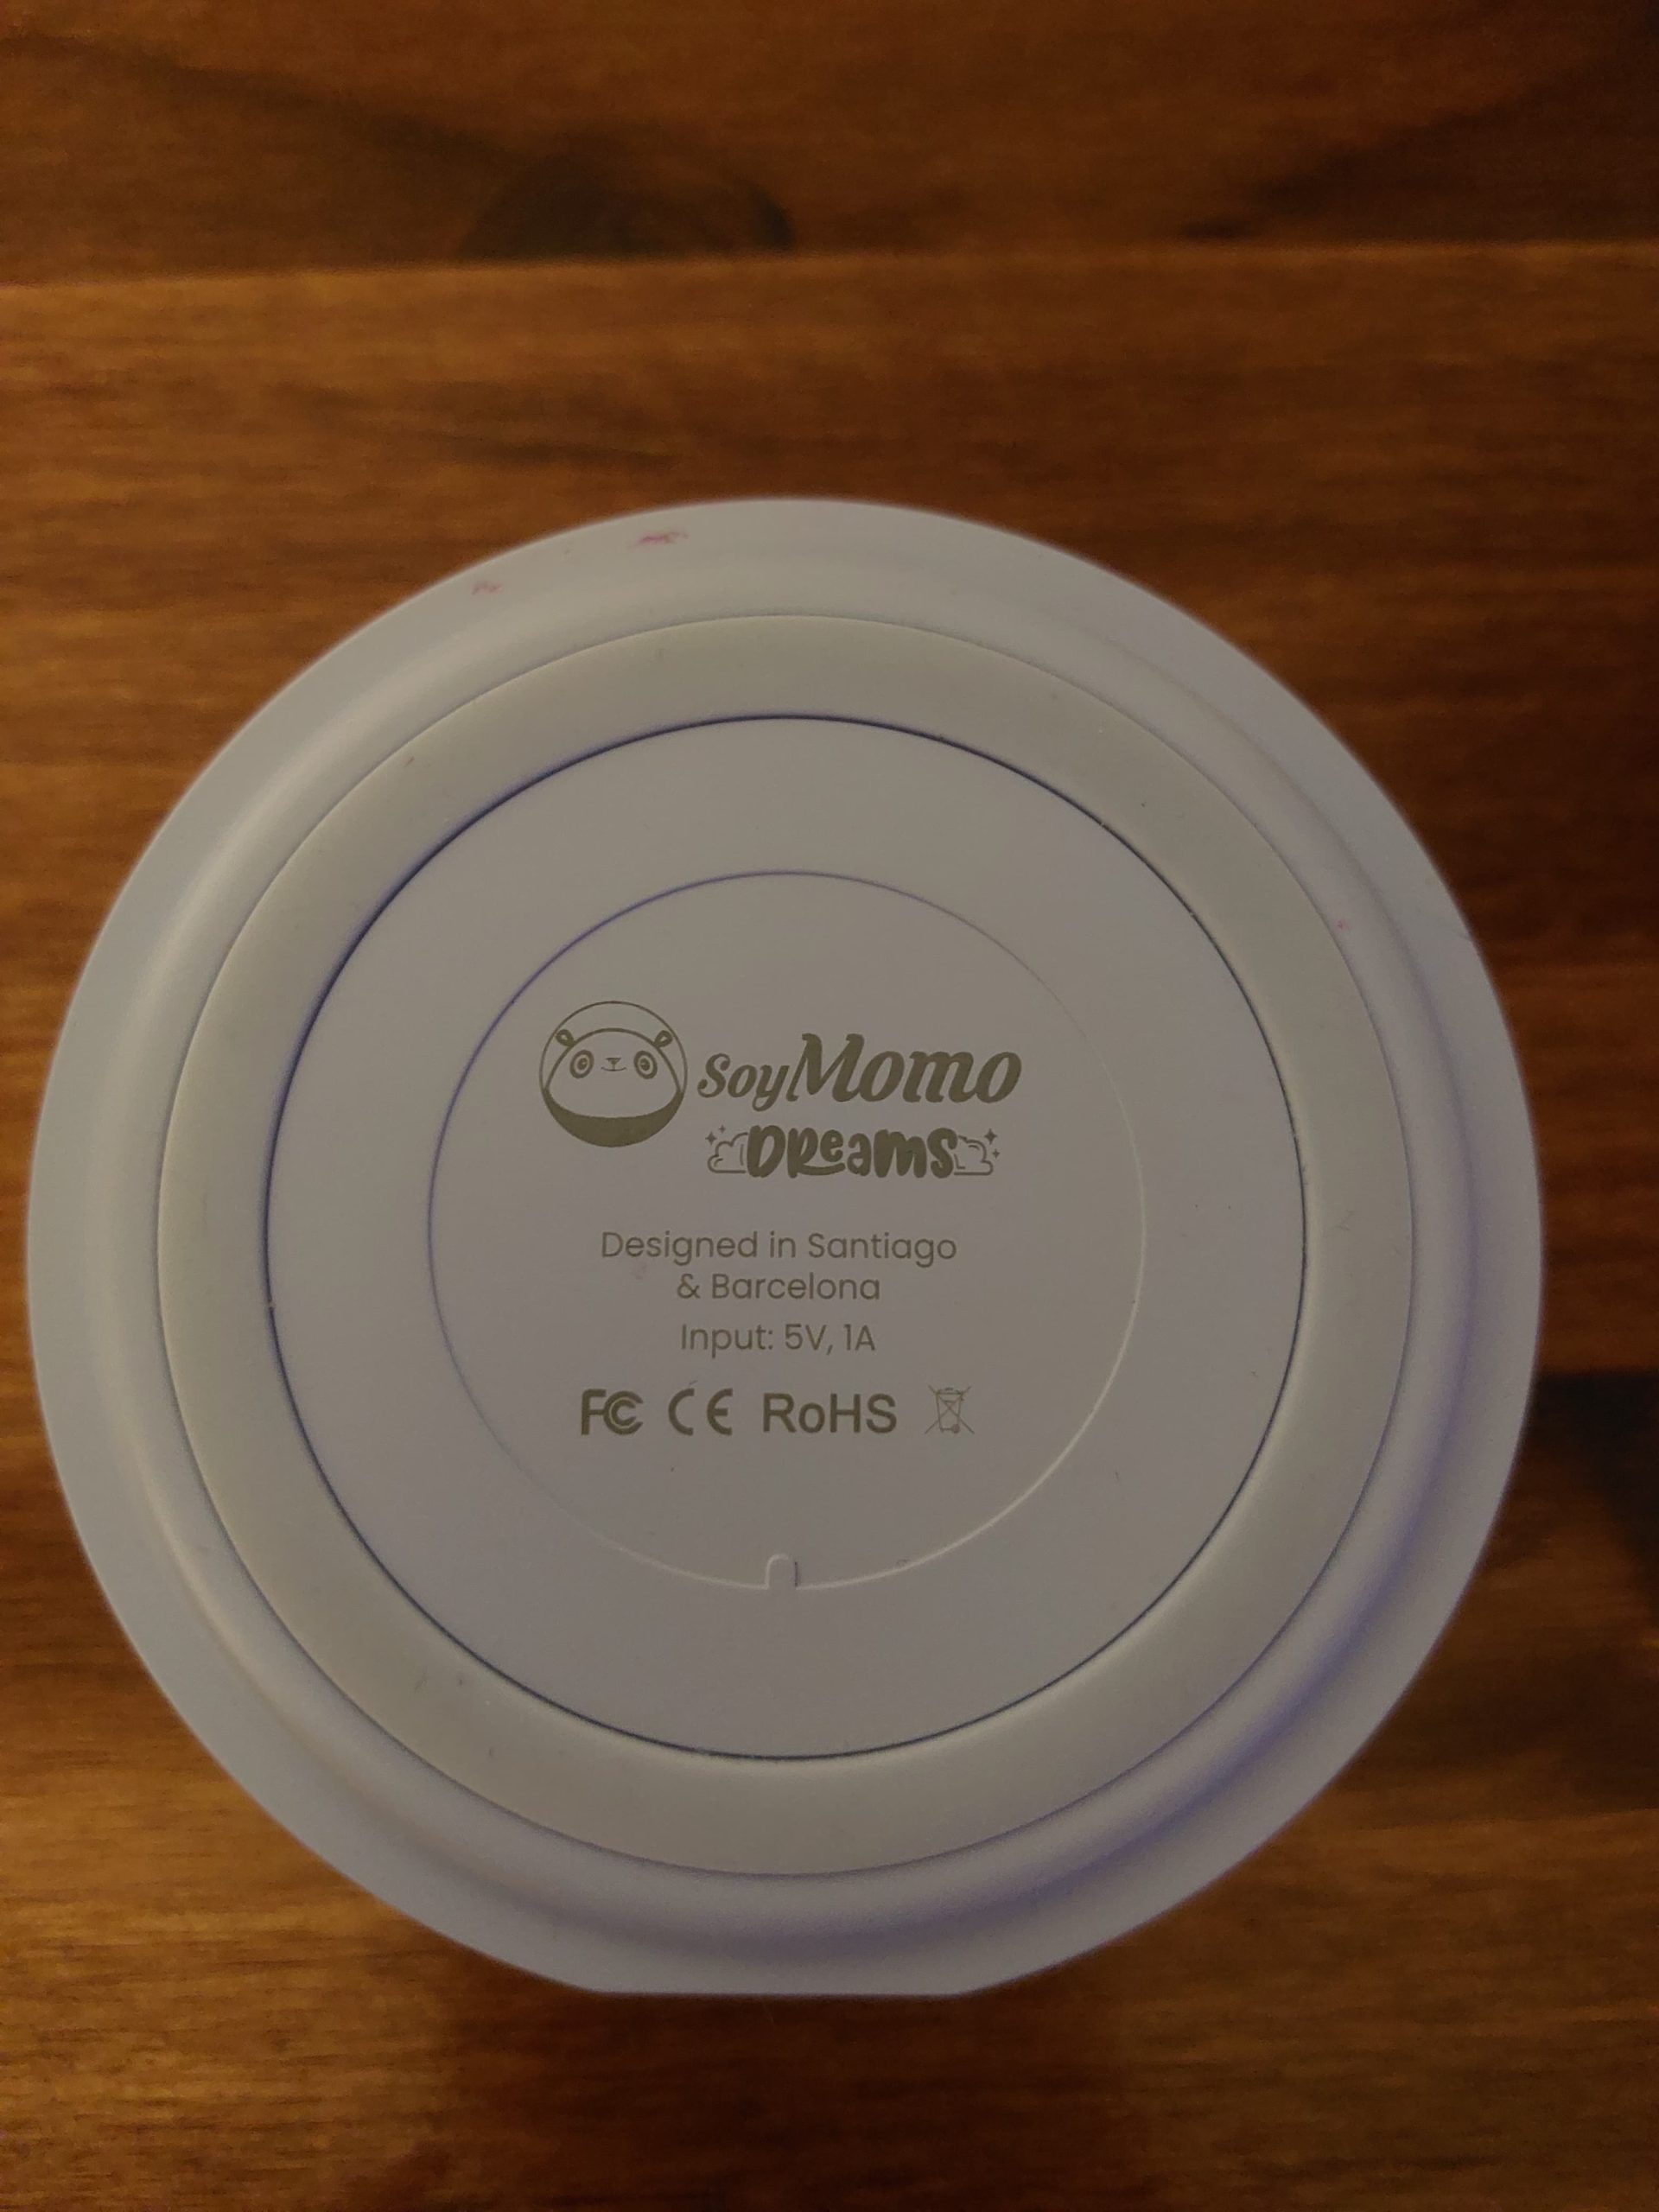 SoyMomo
DReams
Designed in Santiago
& Barcelona
Input: 5V, 1A
FC CE RoHS